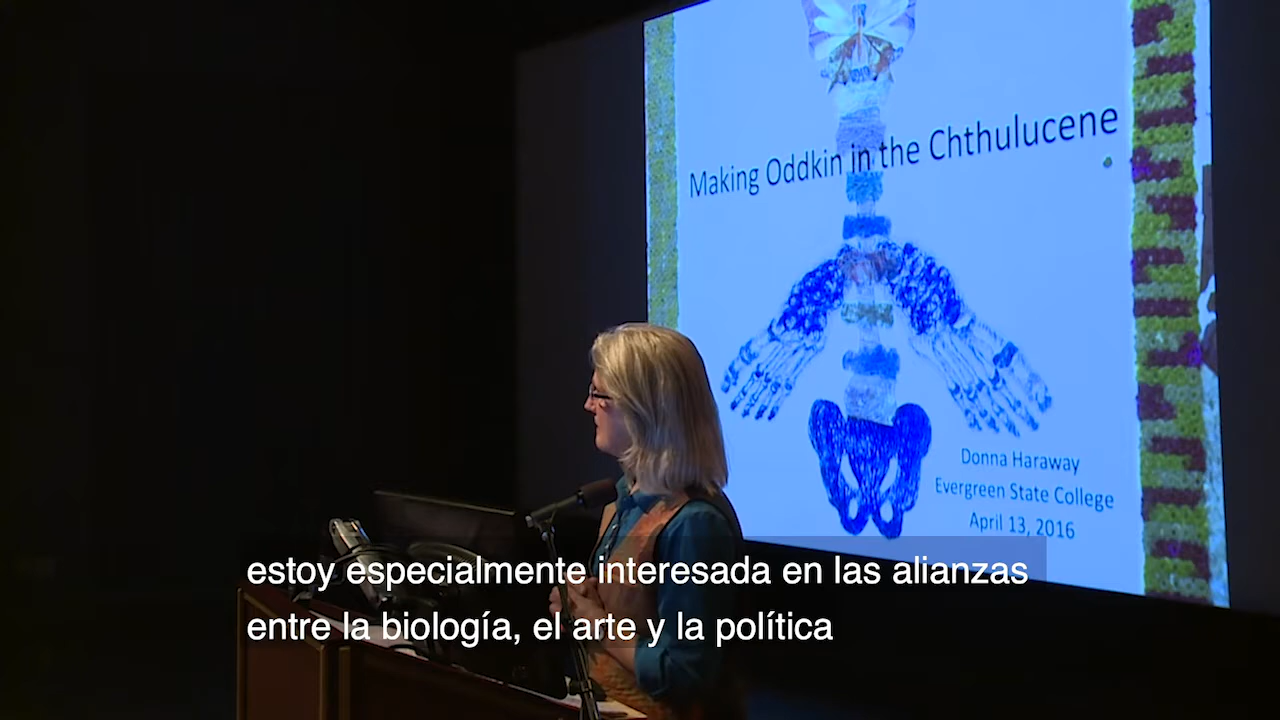 Making Oddkin in the Chthulucene
Donna Haraway
Evergreen State College
April 13, 2016
estoy especialmente interesada en las alianzas
entre la biología, el arte y la política